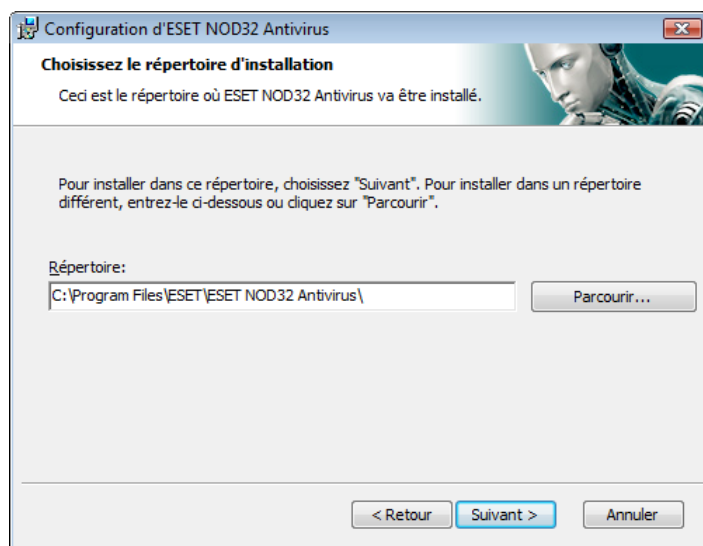 Configuration d'ESET NOD32 Antivirus
Choisissez le répertoire d'installation
Ceci est le répertoire où ESET NOD32 Antivirus va être installé.
Pour installer dans ce répertoire, choisissez "Suivant". Pour installer dans un répertoire
différent, entrez-le ci-dessous ou cliquez sur "Parcourir".
Répertoire:
C:\Program Files\ESET\ESET NOD32 Antivirus\
Parcourir...
< Retour
Suivant >
Annuler